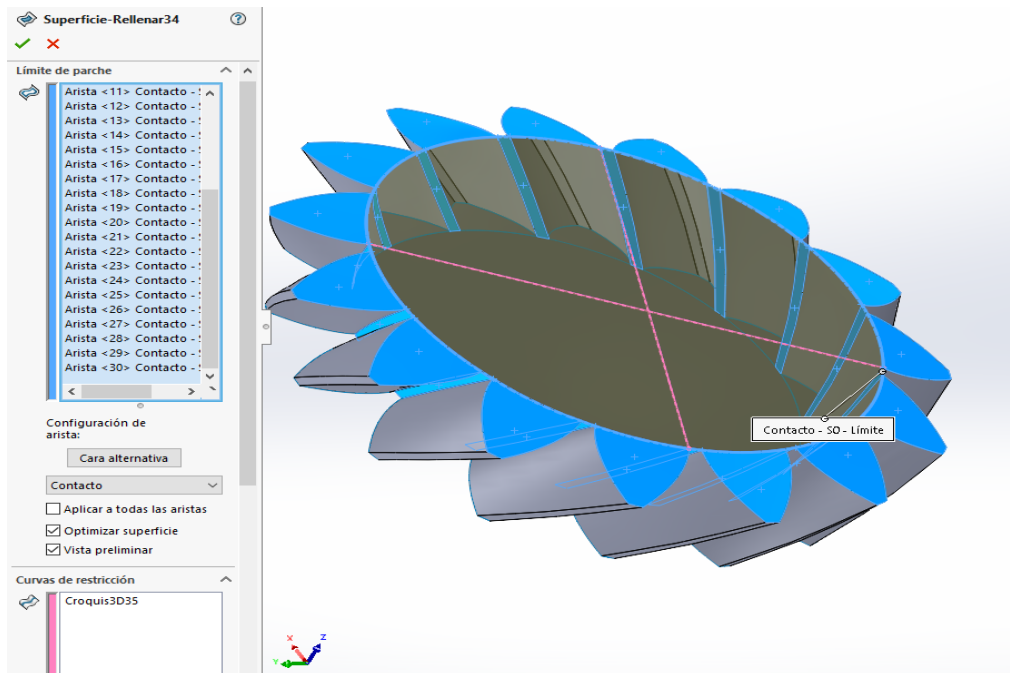 Superficie-Rellenar34
Límite de parche
Arista <11> Contacto - S
Arista <12> Contacto - S
Arista <13> Contacto - S
Arista <14> Contacto - S
Arista <15> Contacto - S
Arista <16> Contacto - S
Arista <17> Contacto - S
Arista <18> Contacto - S
Arista <19> Contacto - S
Arista <20> Contacto - S
Arista <21> Contacto - S
Arista <22> Contacto - S
Arista <23> Contacto - S
Arista <24> Contacto - S
Arista <25> Contacto - S
Arista <26> Contacto - S
Arista <27> Contacto - S
Arista <28> Contacto - S
Arista <29> Contacto - S
Arista <30> Contacto - S
Configuración de
arista:
Cara alternativa
Contacto
Aplicar a todas las aristas
Optimizar superficie
Vista preliminar
Curvas de restricción
Croquis3D35
Contacto - S0 - Límite
X
Z
Y